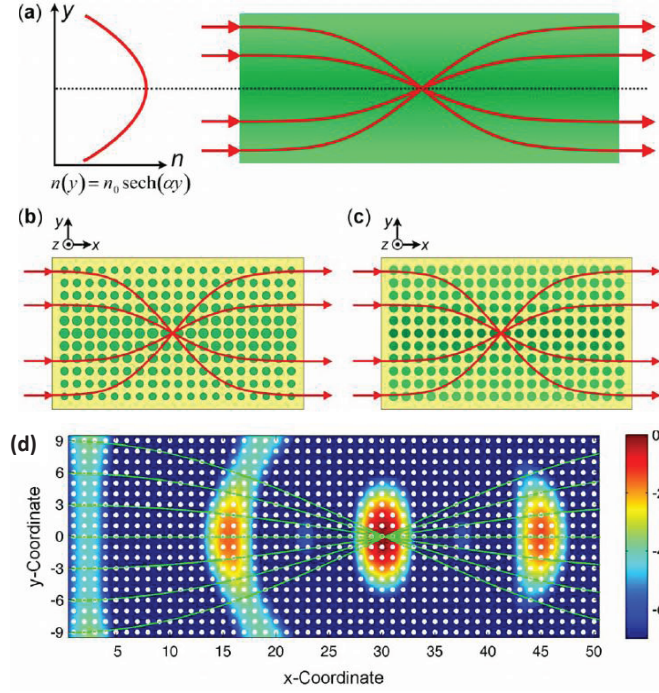 (a)
y
n
n(y) = n₀ sech(αy)
(b)
y
z x
(c)
y
z x
(d)
9
6
3
0
-3
-6
-9
y-Coordinate
5 10 15 20 25 30 35 40 45 50
x-Coordinate
0
-2
-4
-6